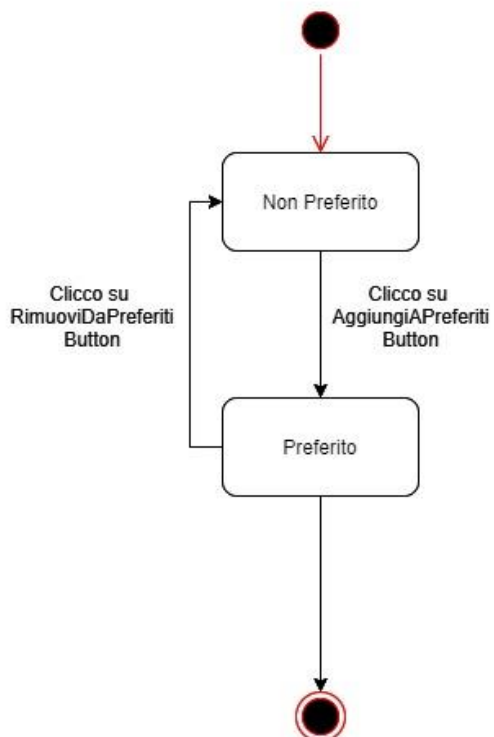 Non Preferito
Clicco su
RimuoviDaPreferiti
Button
Clicco su
AggiungiAPreferiti
Button
Preferito